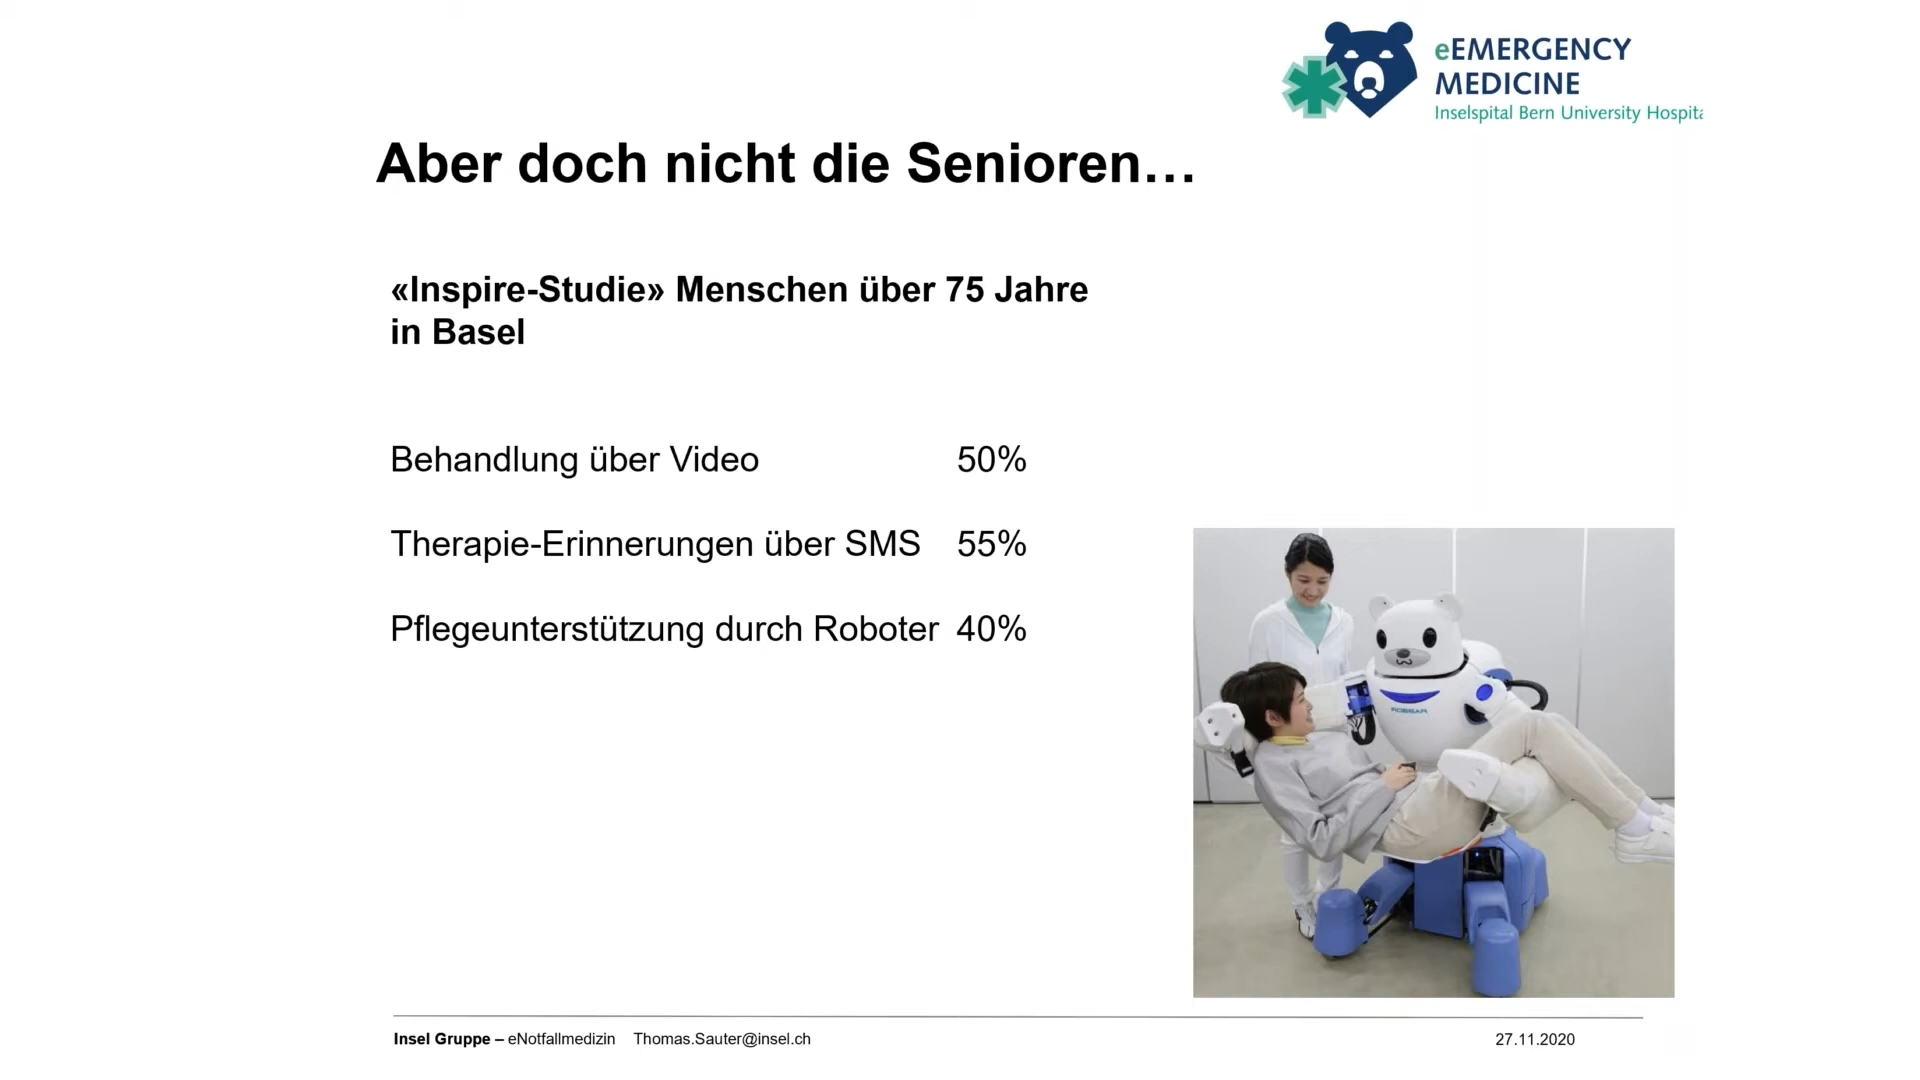 eEMERGENCY
MEDICINE
Inselspital Bern University Hospita
Aber doch nicht die Senioren…
«Inspire-Studie» Menschen über 75 Jahre
in Basel
Behandlung über Video 50%
Therapie-Erinnerungen über SMS 55%
Pflegeunterstützung durch Roboter 40%
ROBEAR
Insel Gruppe – eNotfallmedizin Thomas.Sauter@insel.ch 27.11.2020